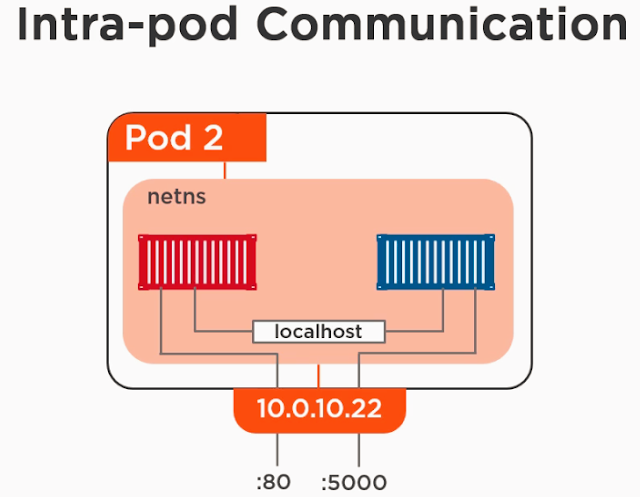 Intra-pod Communication
Pod 2
netns
localhost
10.0.10.22
:80
:5000